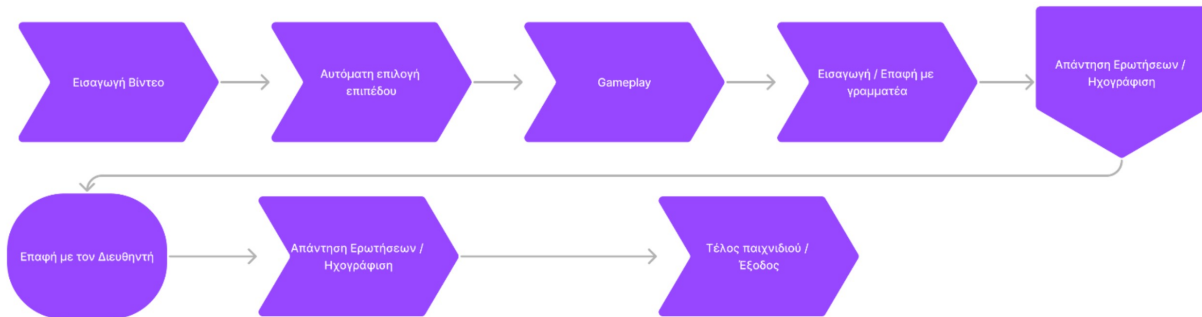 Εισαγωγή Βίντεο
Αυτόματη επιλογή
επιπέδου
Gameplay
Εισαγωγή / Επαφή με
γραμματέα
Απάντηση Ερωτήσεων /
Ηχογράφιση
Επαφή με τον Διευθηντή
Απάντηση Ερωτήσεων /
Ηχογράφιση
Τέλος παιχνιδιού /
Έξοδος